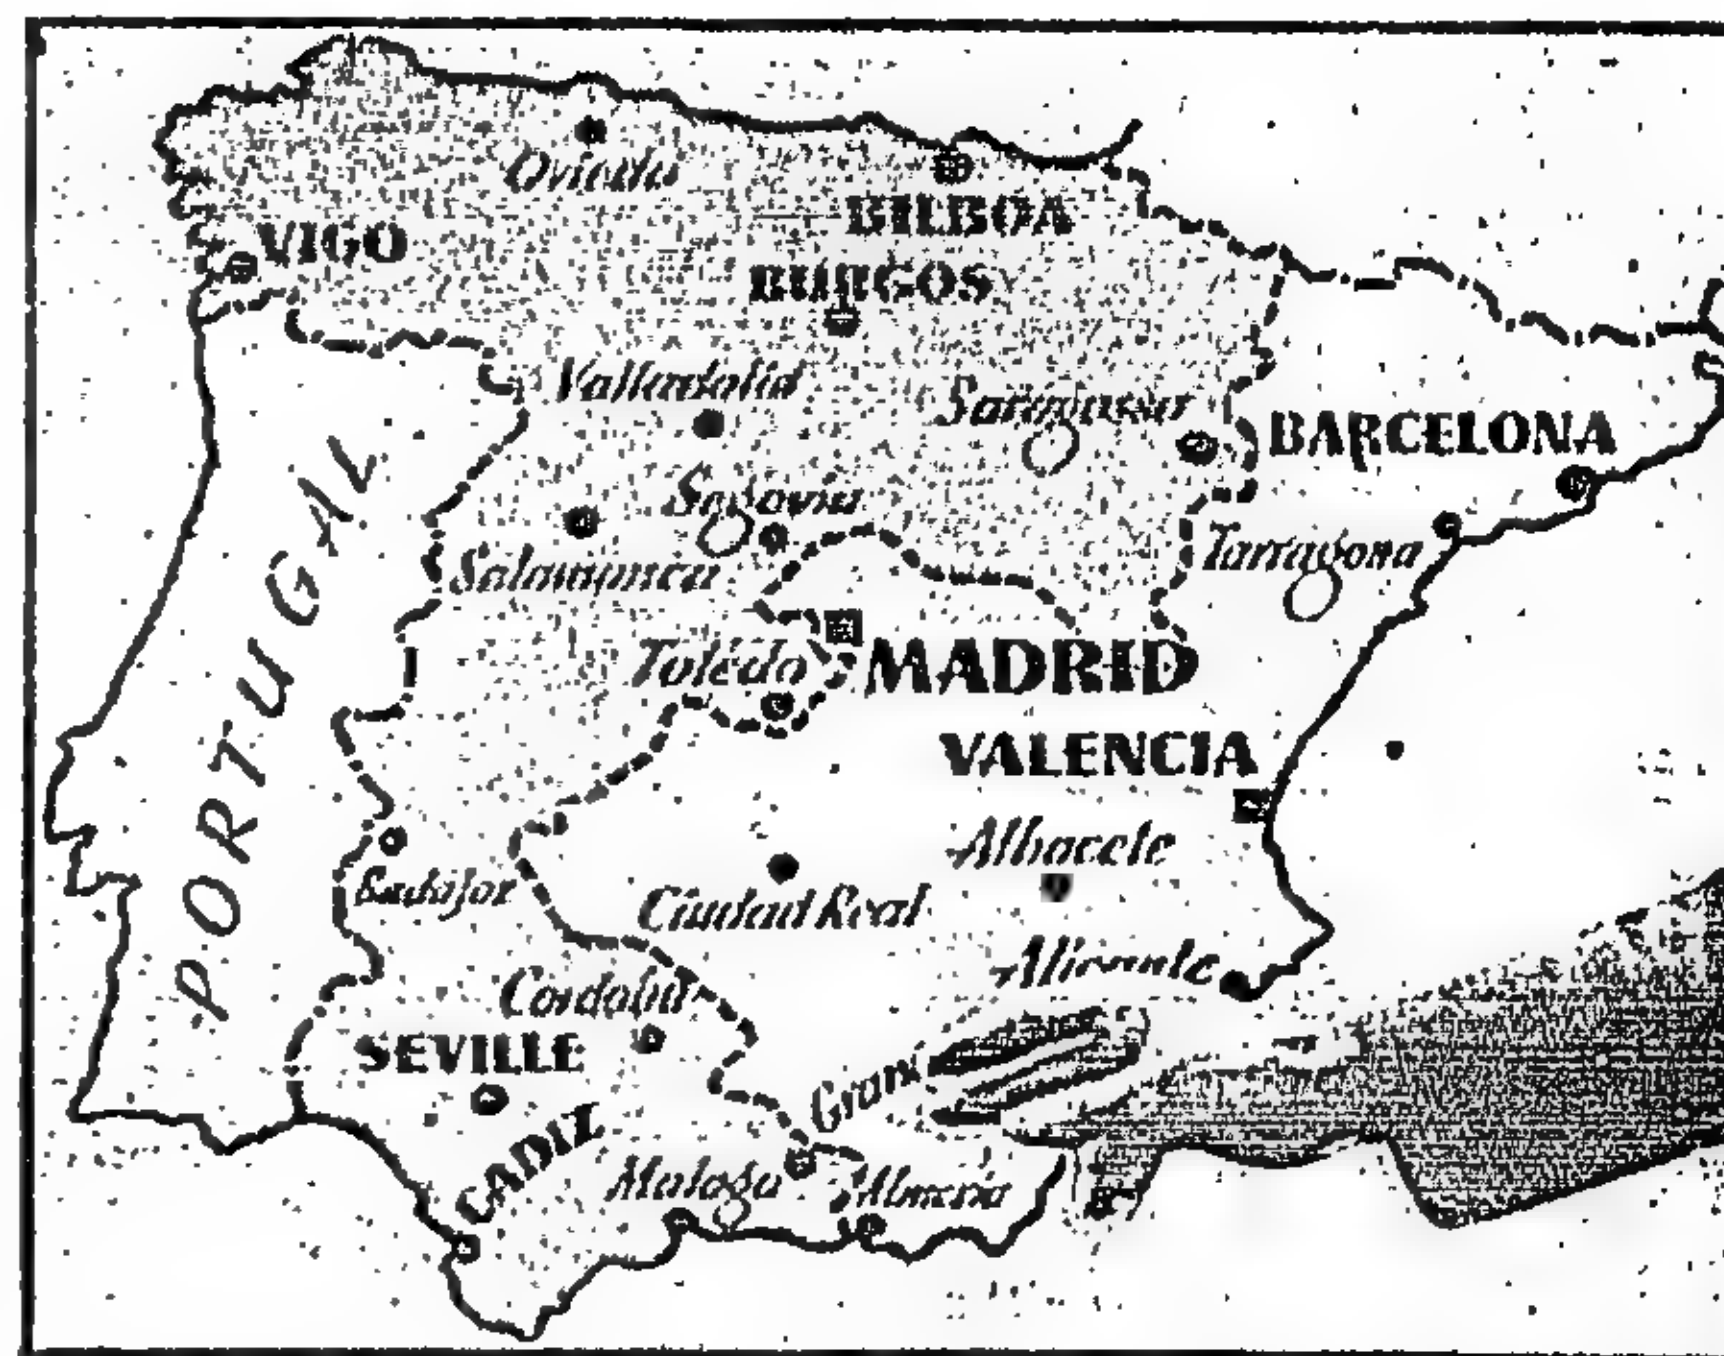 Oviedo
VIGO
BILBOA
BURGOS
Valladolid
Saragossa
BARCELONA
Segovia
Salamanca
Tarragona
PORTUGAL
Toledo
MADRID
VALENCIA
Albacete
Badajoz
Ciudad Real
Alicante
Cordoba
SEVILLE
Gran
CADIZ
Malaga
Almeria